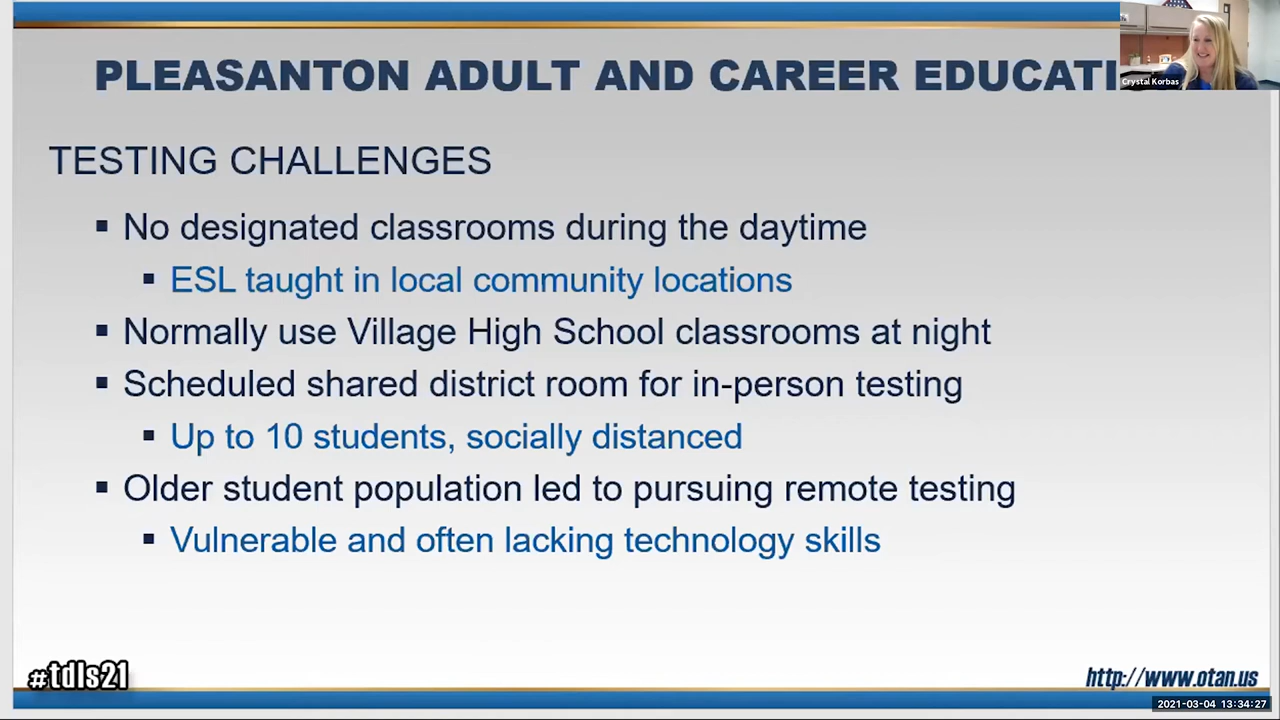 PLEASANTON ADULT AND CAREER EDUCATI
Crystal Korbas
TESTING CHALLENGES
No designated classrooms during the daytime
ESL taught in local community locations
Normally use Village High School classrooms at night
Scheduled shared district room for in-person testing
Up to 10 students, socially distanced
Older student population led to pursuing remote testing
Vulnerable and often lacking technology skills
#tdls21
http://www.otan.us
2021-03-04 13:34:27